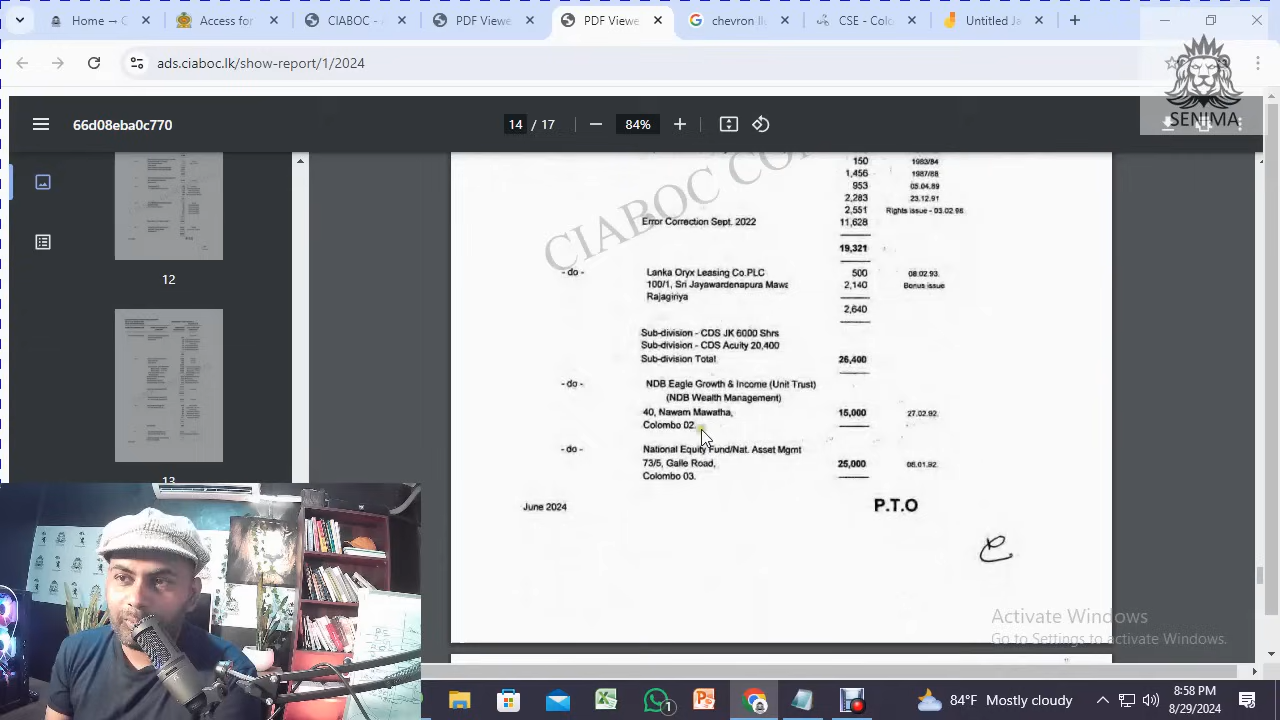 Home
Access for
CIABOC -
PDF Viewe
PDF Viewe
chevron l
CSE - Colo
Untitled Ja
ads.ciaboc.lk/show-report/1/2024
SENIMA
66d08eba0c770
14 / 17
84%
12
13
CIABOC CO
150 1983/84
1,456 1987/88
953 05.04.89
2,283 23.12.91
2,551 Rights issue - 03.02.98
Error Correction Sept. 2022 11,628
19,321
- do - Lanka Oryx Leasing Co.PLC 500 08.02.93.
100/1, Sri Jayawardenapura Mawa 2,140 Bonus issue
Rajagiriya
2,640
Sub-division - CDS JK 6000 Shrs
Sub-division - CDS Acuity 20,400
Sub-division Total 26,400
- do - NDB Eagle Growth & Income (Unit Trust)
(NDB Wealth Management)
40, Nawam Mawatha, 15,000 27.02.92.
Colombo 02.
- do - National Equity Fund/Nat. Asset Mgmt
73/5, Galle Road, 25,000 06.01.92.
Colombo 03.
June 2024 P.T.O
Activate Windows
Go to Settings to activate Windows.
1
84°F Mostly cloudy
8:58 PM
8/29/2024